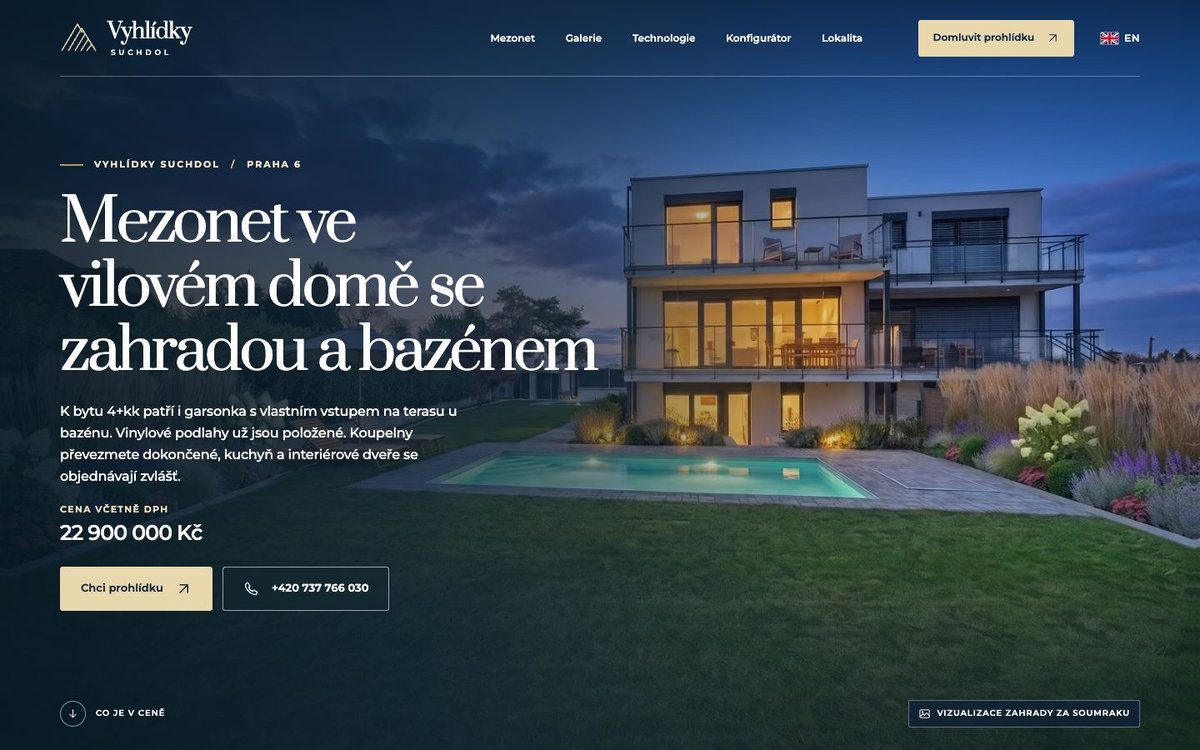 Vyhlídky
SUCHDOL
Mezonet
Galerie
Technologie
Konfigurátor
Lokalita
Domluvit prohlídku
EN
VYHLÍDKY SUCHDOL / PRAHA 6
Mezonet ve
vilovém domě se
zahradou a bazénem
K bytu 4+kk patří i garsonka s vlastním vstupem na terasu u
bazénu. Vinylové podlahy už jsou položené. Koupelny
převezmete dokončené, kuchyň a interiérové dveře se
objednávají zvlášť.
CENA VČETNĚ DPH
22 900 000 Kč
Chci prohlídku
+420 737 766 030
CO JE V CENĚ
VIZUALIZACE ZAHRADY ZA SOUMRAKU